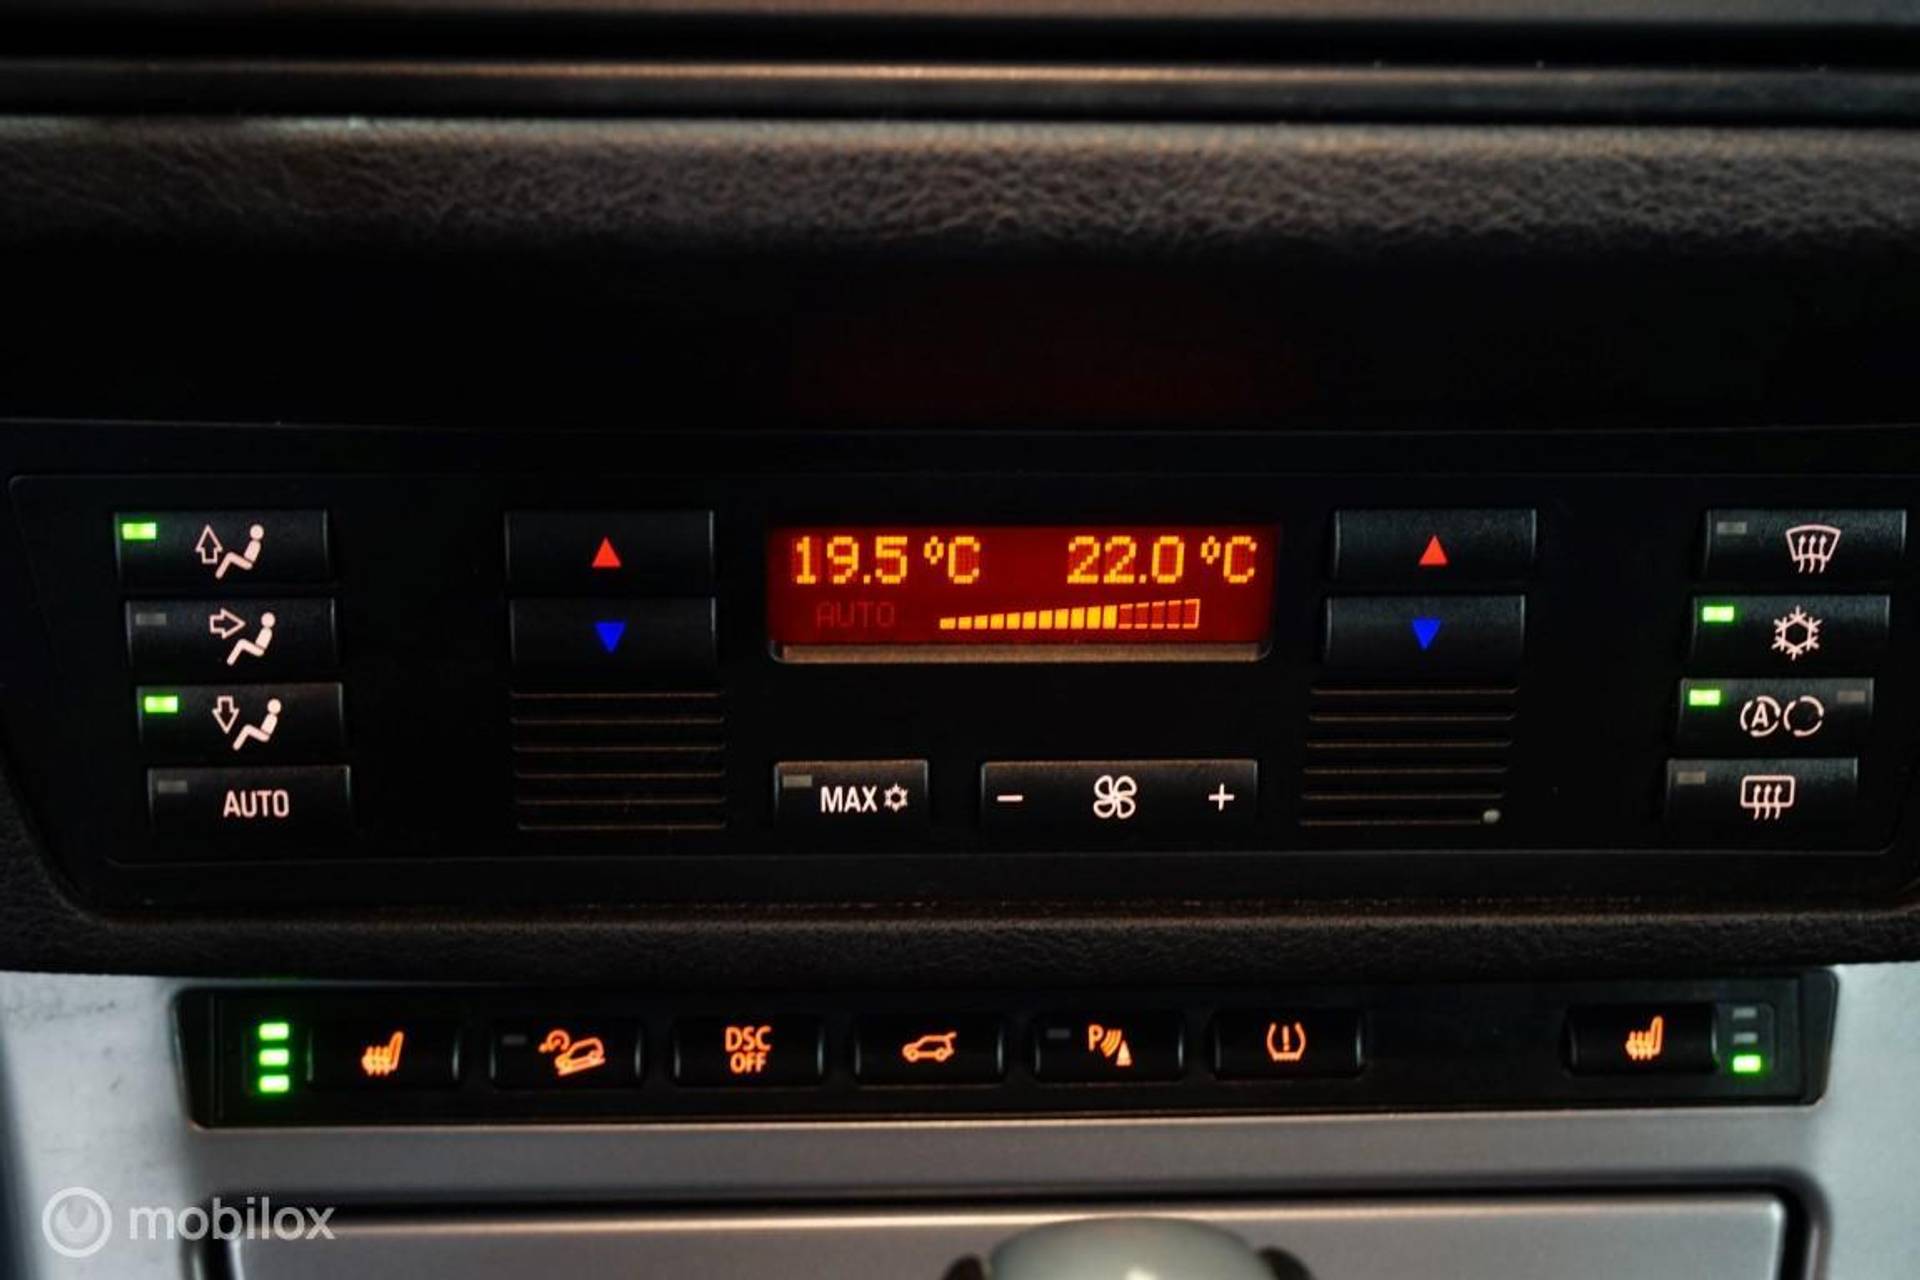 19.5 °C 22.0 °C
AUTO
AUTO
MAX
− +
A
DSC
OFF
P
!
mobilox